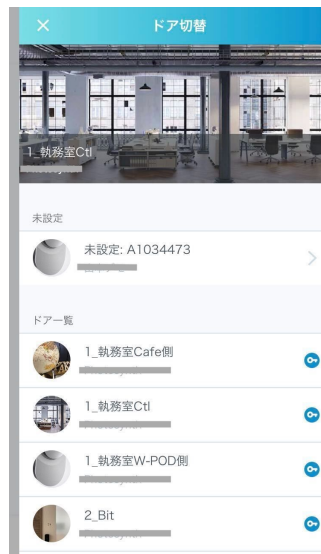 ドア切替
1_執務室Ctl
未設定
未設定: A1034473
ドア一覧
1_執務室Cafe側
1_執務室Ctl
1_執務室W-POD側
2_Bit